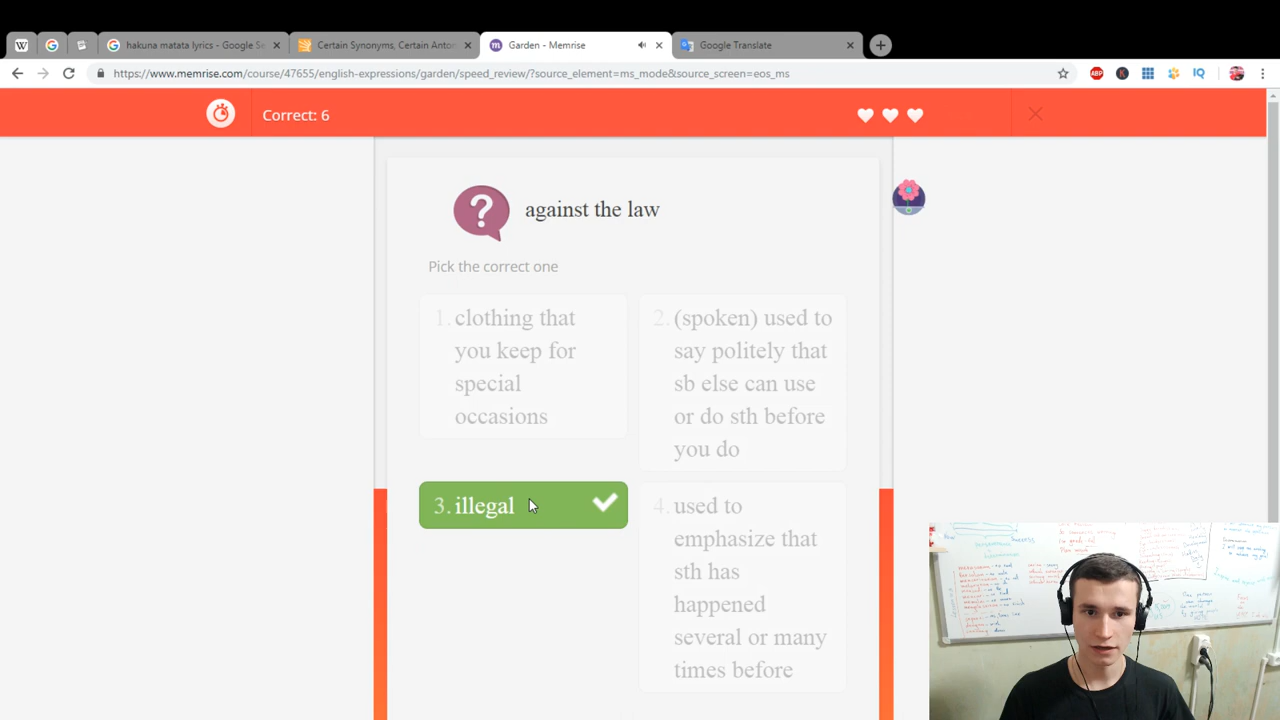 hakuna matata lyrics - Google Se
Certain Synonyms, Certain Anton
Garden - Memrise
Google Translate
https://www.memrise.com/course/47655/english-expressions/garden/speed_review/?source_element=ms_mode&source_screen=eos_ms
ABP
K
IQ
Correct: 6
?
against the law
Pick the correct one
1. clothing that
you keep for
special
occasions
2. (spoken) used to
say politely that
sb else can use
or do sth before
you do
3. illegal
4. used to
emphasize that
sth has
happened
several or many
times before